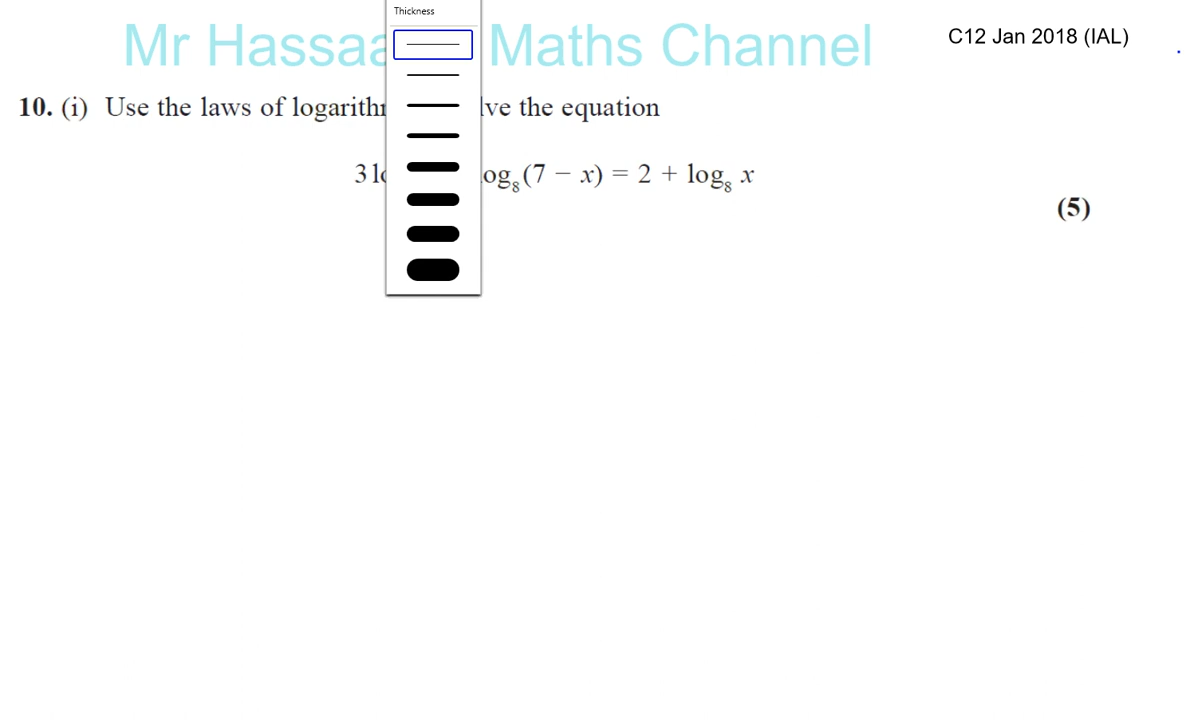 Thickness
Mr Hassaa Maths Channel
C12 Jan 2018 (IAL)
10. (i) Use the laws of logarith lve the equation
3 l og₈(7 − x) = 2 + log₈ x
(5)